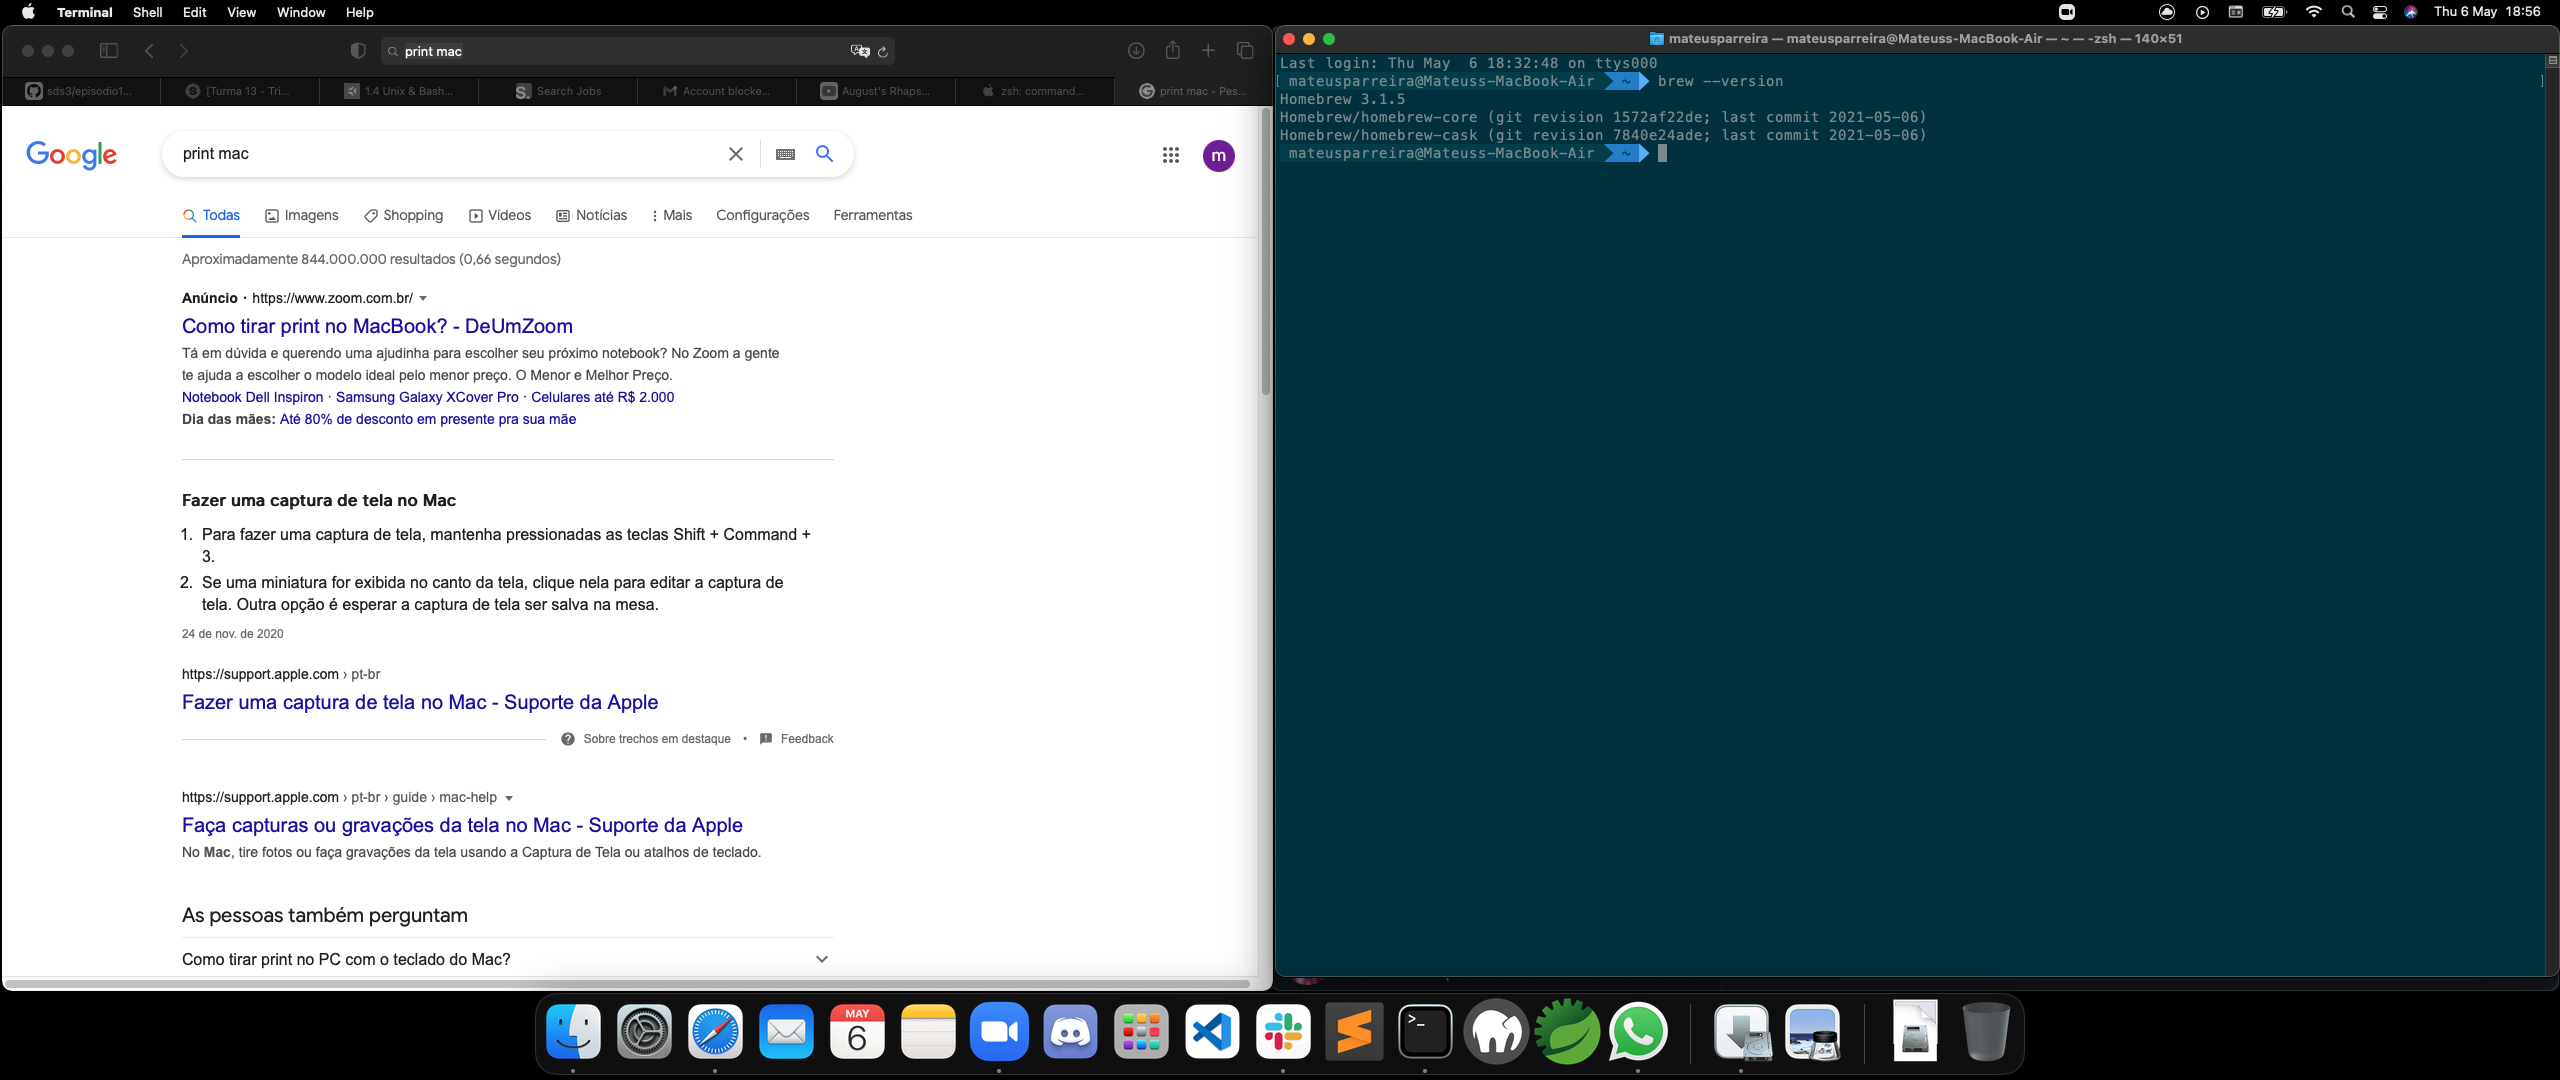 Terminal Shell Edit View Window Help
Thu 6 May 18:56
print mac
sds3/episodio1...
[Turma 13 - Tri...
1.4 Unix & Bash...
Search Jobs
Account blocke...
August's Rhaps...
zsh: command...
print mac - Pes...
Google
print mac
m
Todas
Imagens
Shopping
Vídeos
Notícias
Mais
Configurações
Ferramentas
Aproximadamente 844.000.000 resultados (0,66 segundos)
Anúncio · https://www.zoom.com.br/
Como tirar print no MacBook? - DeUmZoom
Tá em dúvida e querendo uma ajudinha para escolher seu próximo notebook? No Zoom a gente
te ajuda a escolher o modelo ideal pelo menor preço. O Menor e Melhor Preço.
Notebook Dell Inspiron · Samsung Galaxy XCover Pro · Celulares até R$ 2.000
Dia das mães: Até 80% de desconto em presente pra sua mãe
Fazer uma captura de tela no Mac
1. Para fazer uma captura de tela, mantenha pressionadas as teclas Shift + Command +
3.
2. Se uma miniatura for exibida no canto da tela, clique nela para editar a captura de
tela. Outra opção é esperar a captura de tela ser salva na mesa.
24 de nov. de 2020
https://support.apple.com › pt-br
Fazer uma captura de tela no Mac - Suporte da Apple
Sobre trechos em destaque • Feedback
https://support.apple.com › pt-br › guide › mac-help
Faça capturas ou gravações da tela no Mac - Suporte da Apple
No Mac, tire fotos ou faça gravações da tela usando a Captura de Tela ou atalhos de teclado.
As pessoas também perguntam
Como tirar print no PC com o teclado do Mac?
mateusparreira — mateusparreira@Mateuss-MacBook-Air — ~ — -zsh — 140×51
Last login: Thu May  6 18:32:48 on ttys000
[ mateusparreira@Mateuss-MacBook-Air ~ brew --version ]
Homebrew 3.1.5
Homebrew/homebrew-core (git revision 1572af22de; last commit 2021-05-06)
Homebrew/homebrew-cask (git revision 7840e24ade; last commit 2021-05-06)
mateusparreira@Mateuss-MacBook-Air ~
MAY
6
>_